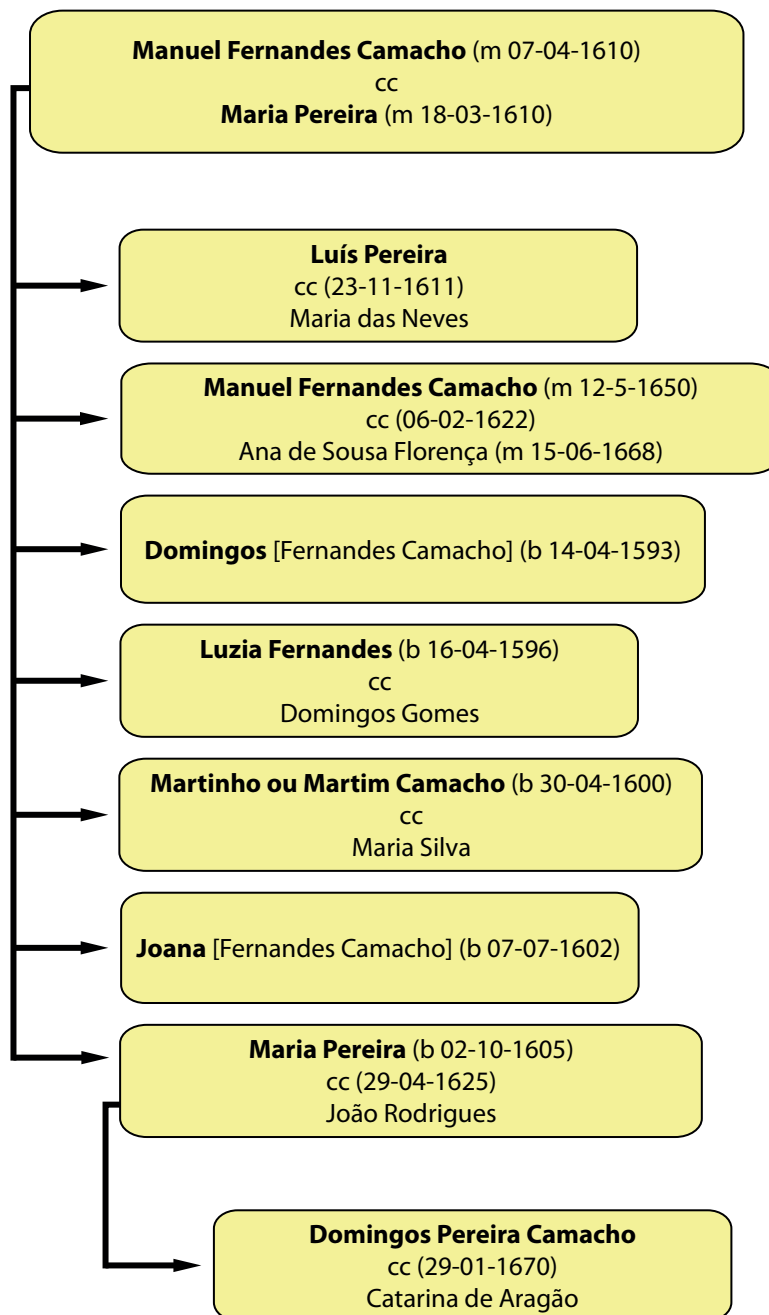 Manuel Fernandes Camacho (m 07-04-1610)
cc
Maria Pereira (m 18-03-1610)
Luís Pereira
cc (23-11-1611)
Maria das Neves
Manuel Fernandes Camacho (m 12-5-1650)
cc (06-02-1622)
Ana de Sousa Florença (m 15-06-1668)
Domingos [Fernandes Camacho] (b 14-04-1593)
Luzia Fernandes (b 16-04-1596)
cc
Domingos Gomes
Martinho ou Martim Camacho (b 30-04-1600)
cc
Maria Silva
Joana [Fernandes Camacho] (b 07-07-1602)
Maria Pereira (b 02-10-1605)
cc (29-04-1625)
João Rodrigues
Domingos Pereira Camacho
cc (29-01-1670)
Catarina de Aragão